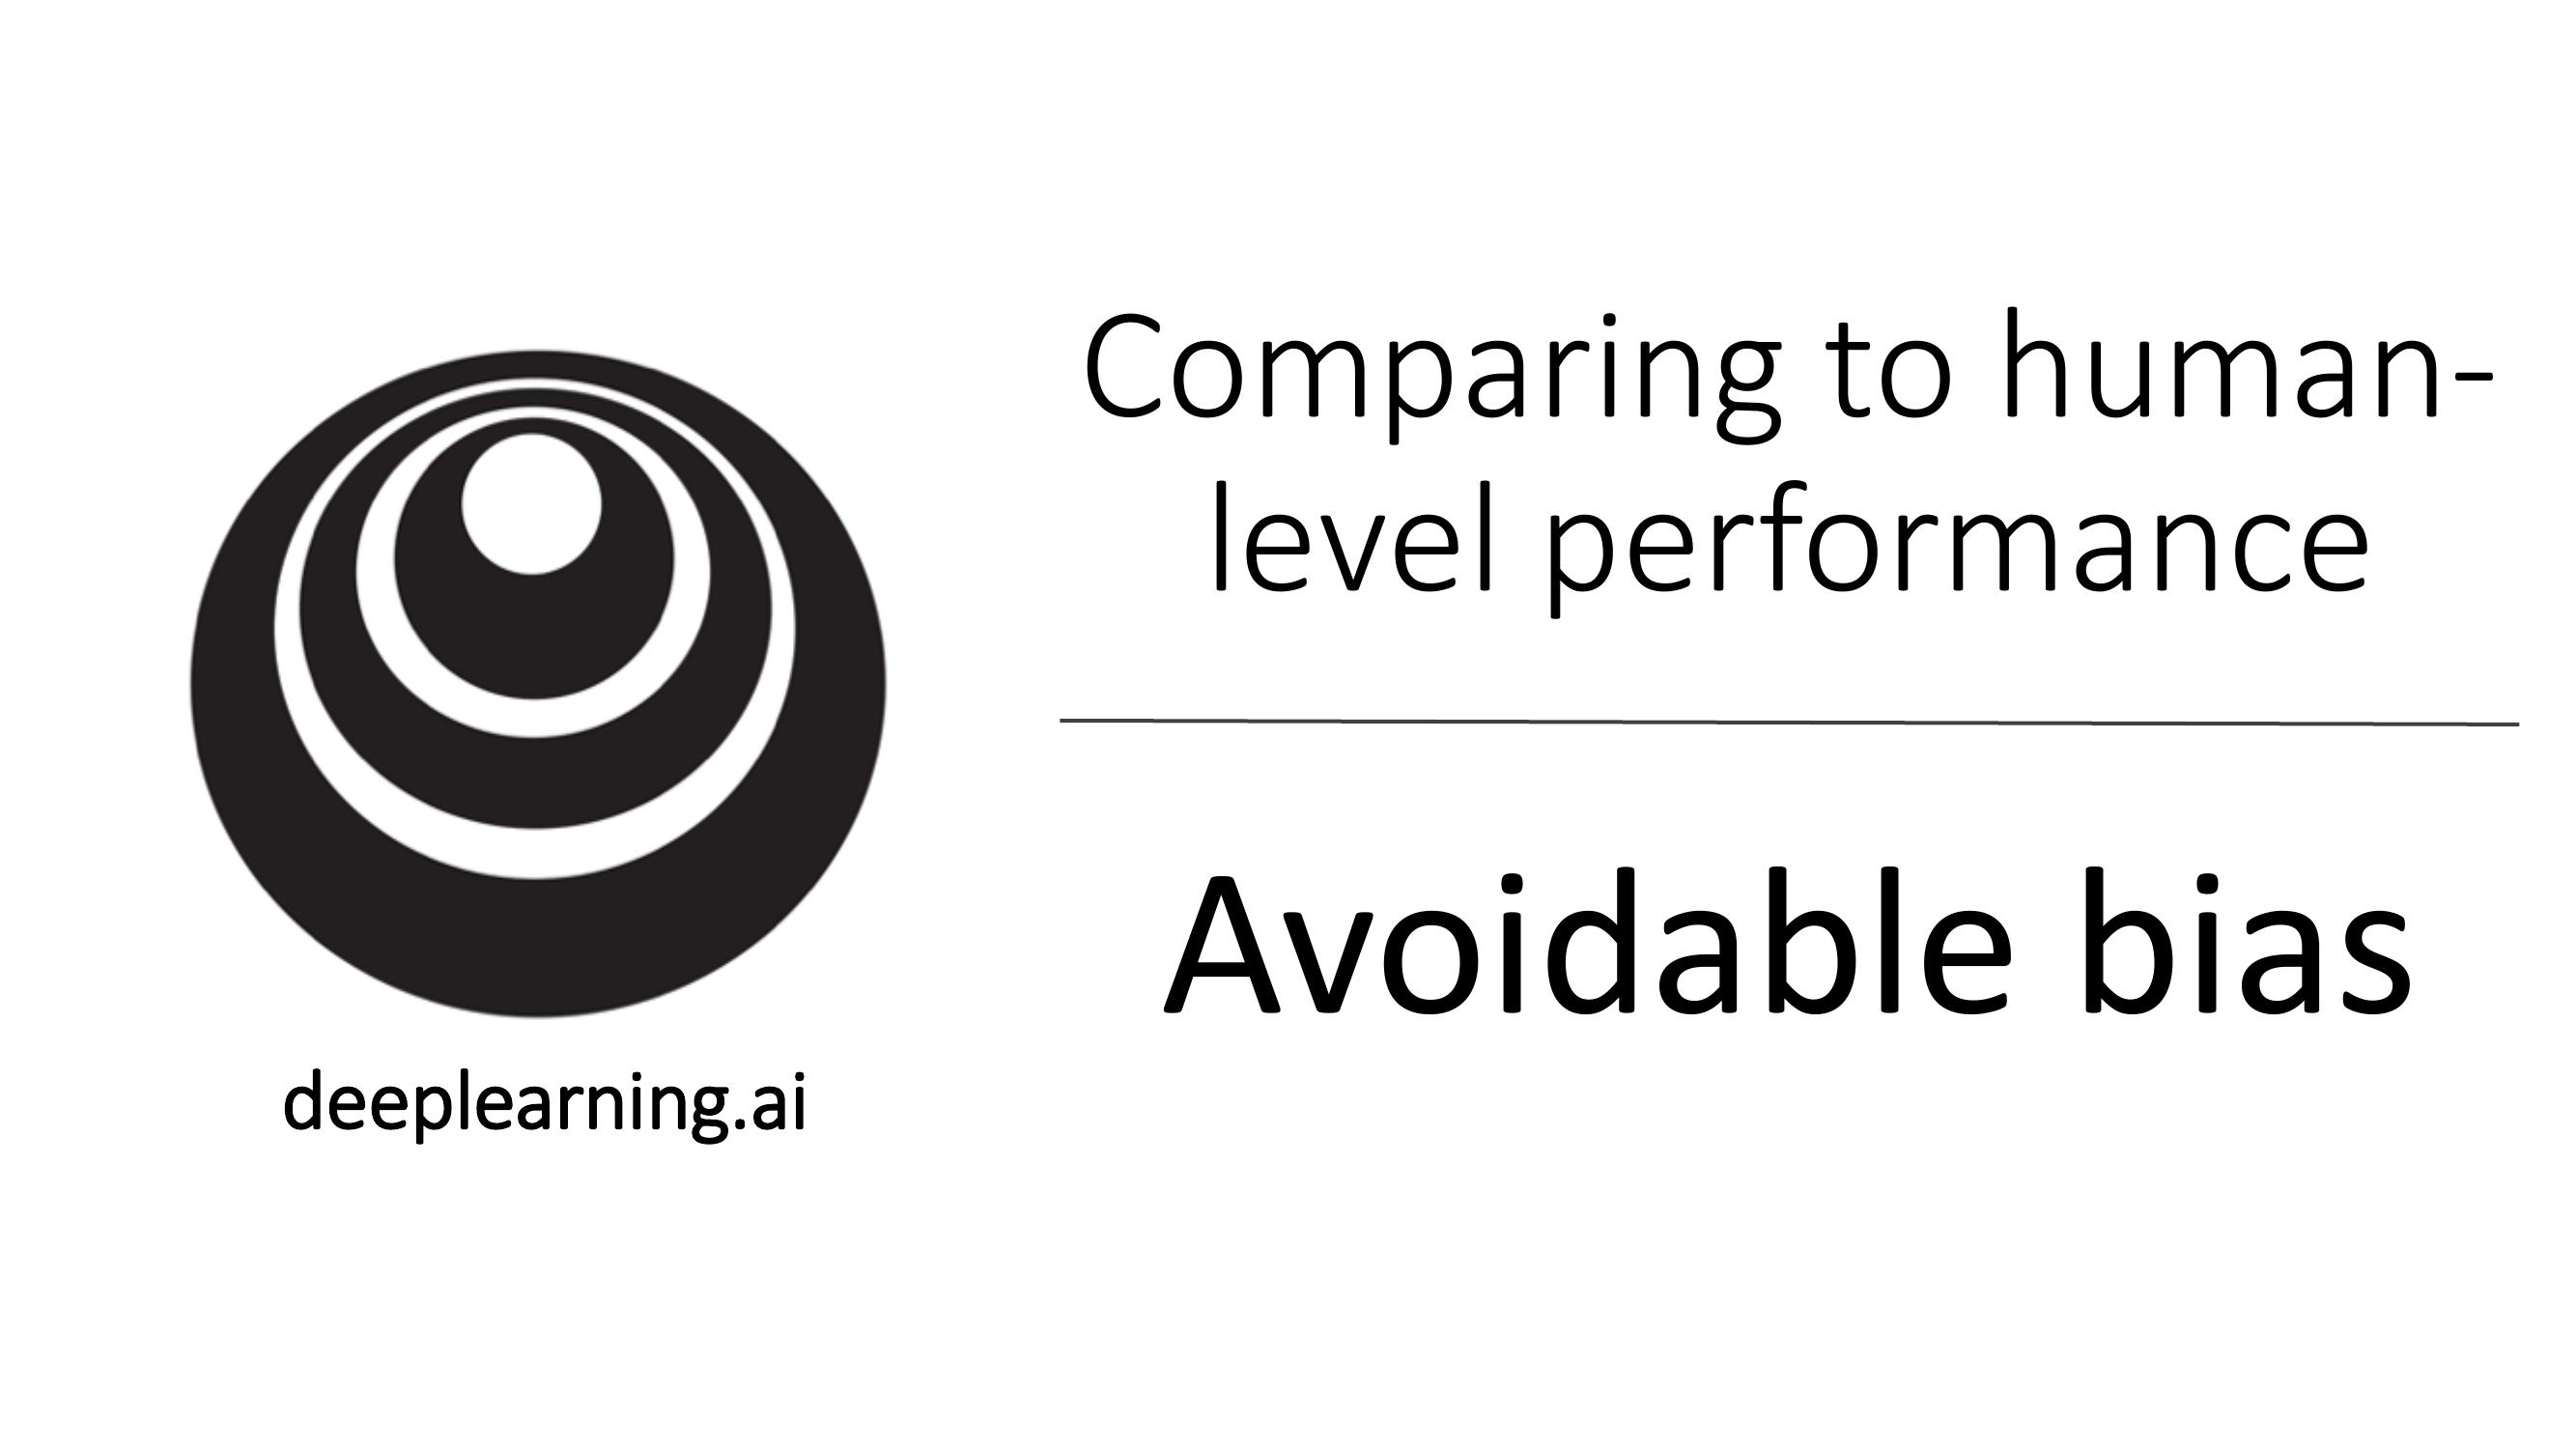 Comparing to human-
level performance
Avoidable bias
deeplearning.ai